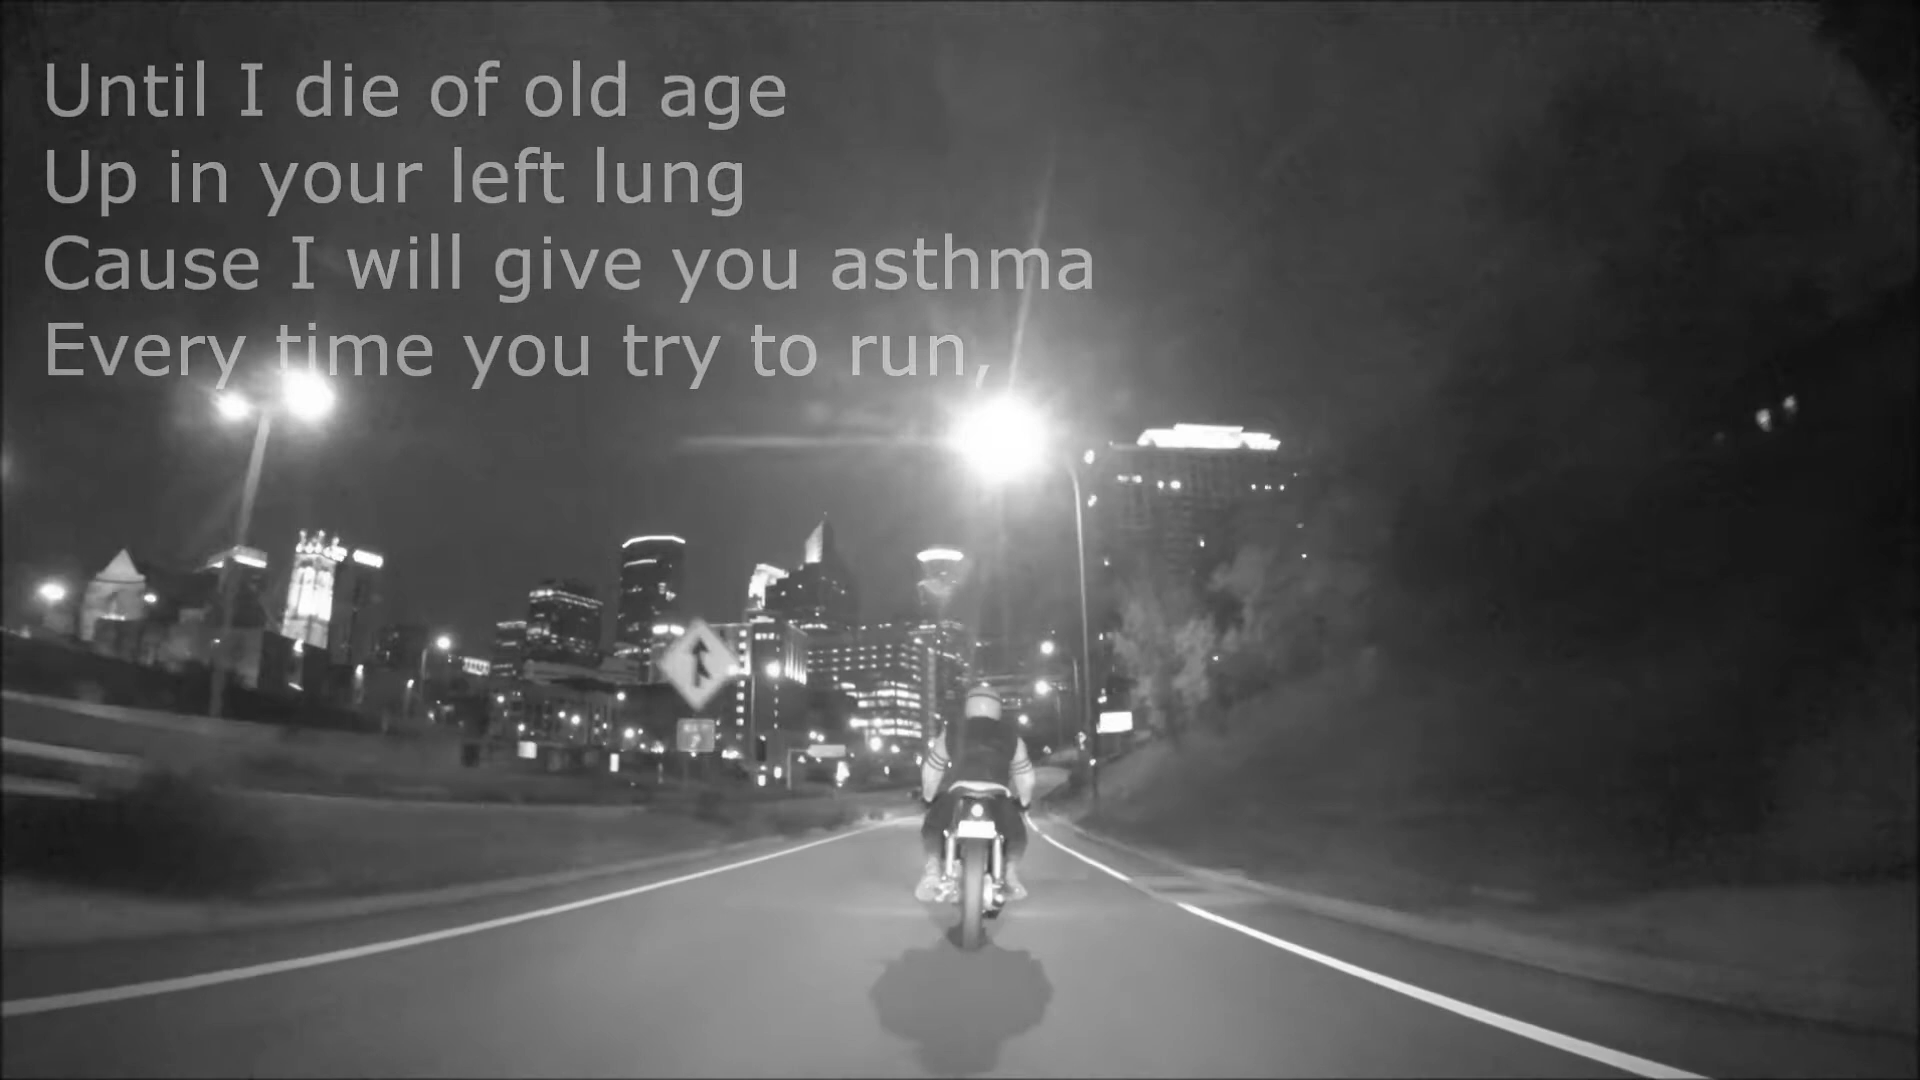 Until I die of old age
Up in your left lung
Cause I will give you asthma
Every time you try to run,